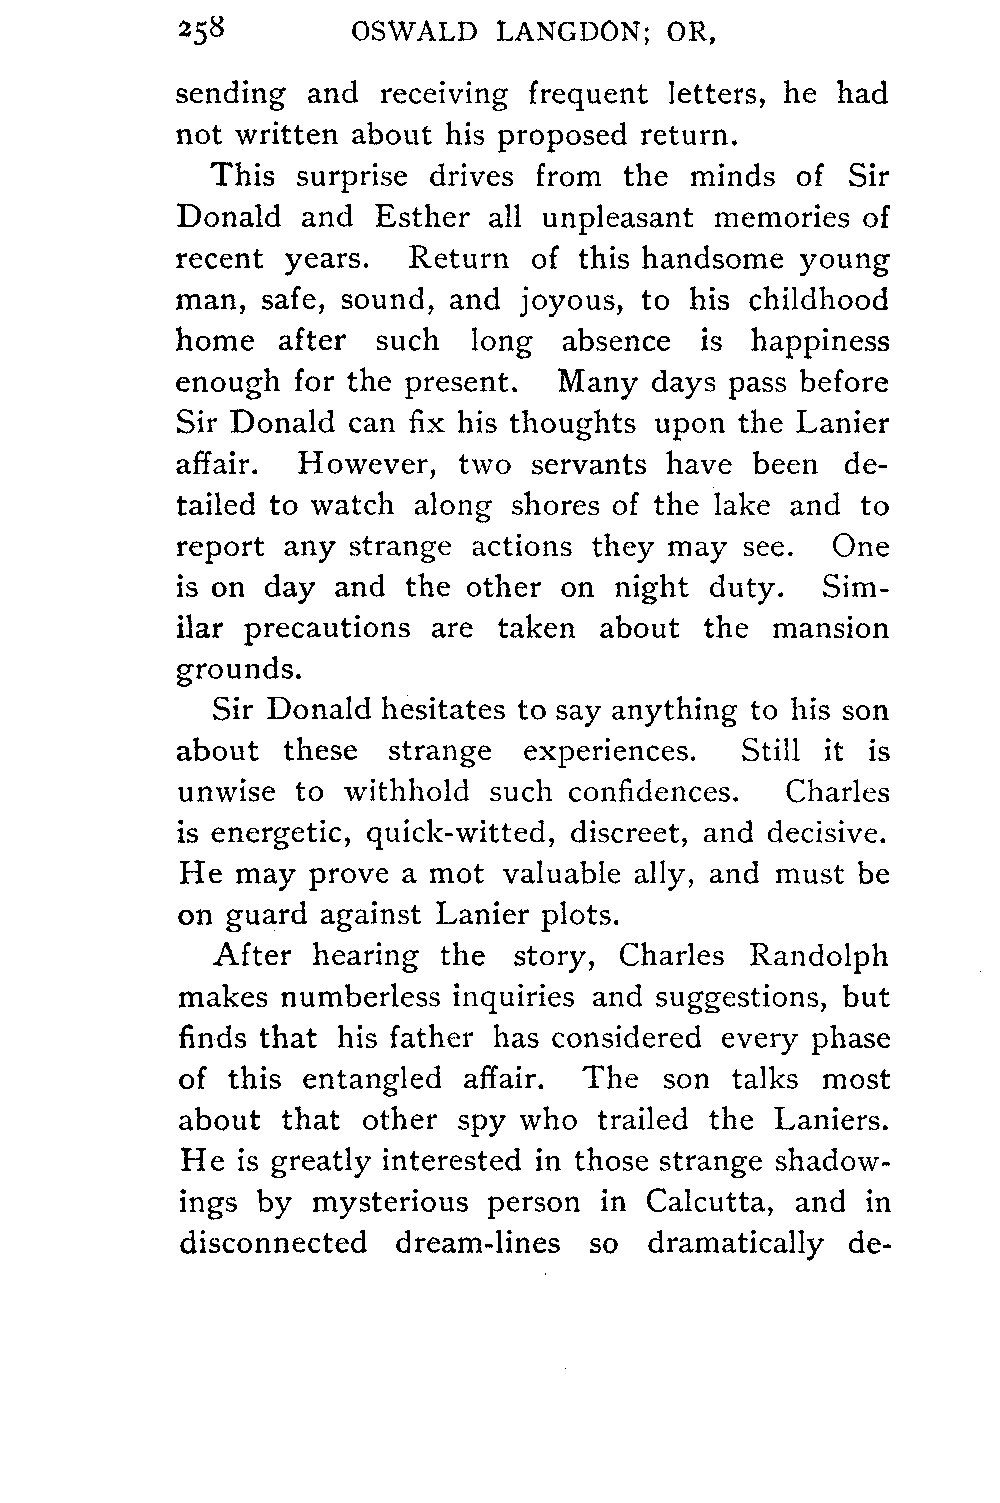 258 OSWALD LANGDON; OR,
sending and receiving frequent letters, he had
not written about his proposed return.
This surprise drives from the minds of Sir
Donald and Esther all unpleasant memories of
recent years. Return of this handsome young
man, safe, sound, and joyous, to his childhood
home after such long absence is happiness
enough for the present. Many days pass before
Sir Donald can fix his thoughts upon the Lanier
affair. However, two servants have been de-
tailed to watch along shores of the lake and to
report any strange actions they may see. One
is on day and the other on night duty. Sim-
ilar precautions are taken about the mansion
grounds.
Sir Donald hesitates to say anything to his son
about these strange experiences. Still it is
unwise to withhold such confidences. Charles
is energetic, quick-witted, discreet, and decisive.
He may prove a mot valuable ally, and must be
on guard against Lanier plots.
After hearing the story, Charles Randolph
makes numberless inquiries and suggestions, but
finds that his father has considered every phase
of this entangled affair. The son talks most
about that other spy who trailed the Laniers.
He is greatly interested in those strange shadow-
ings by mysterious person in Calcutta, and in
disconnected dream-lines so dramatically de-